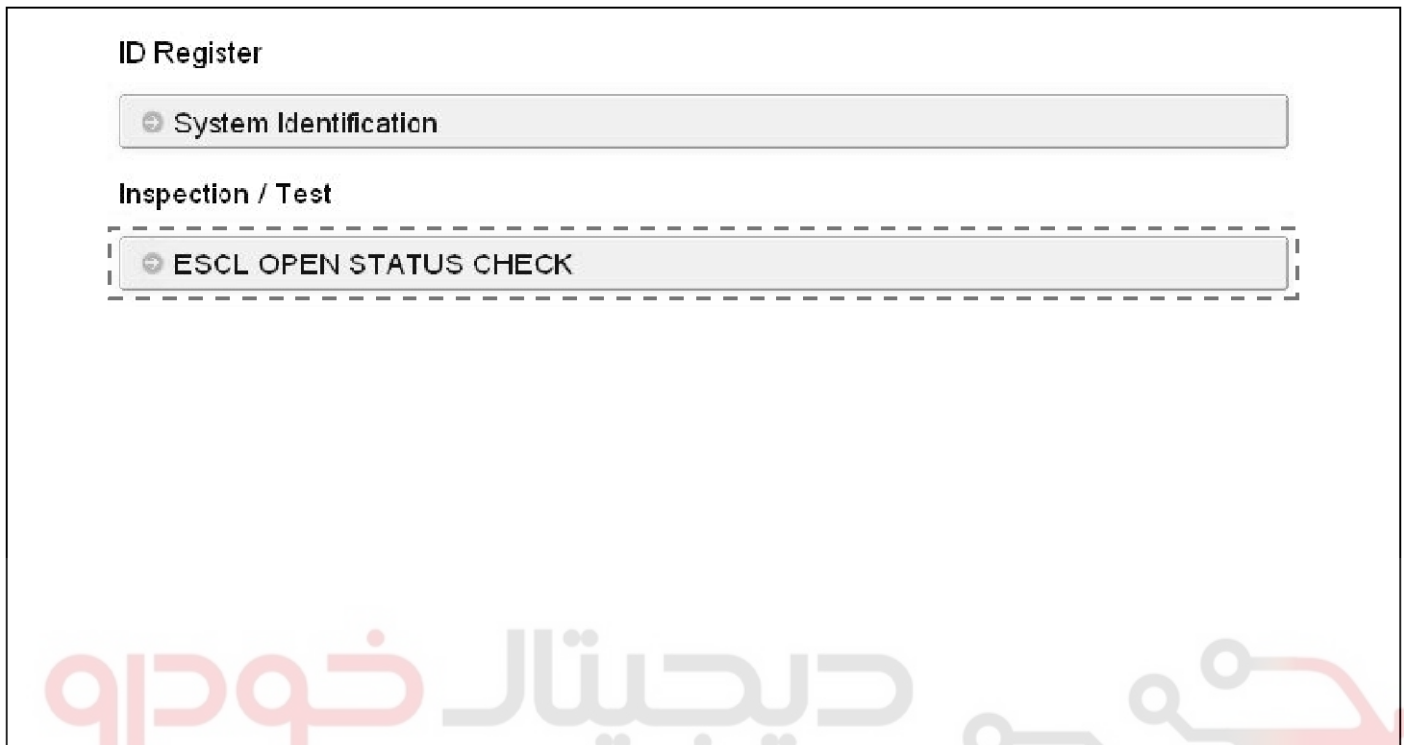 ID Register
System Identification
Inspection / Test
ESCL OPEN STATUS CHECK
دیجیتال خودرو